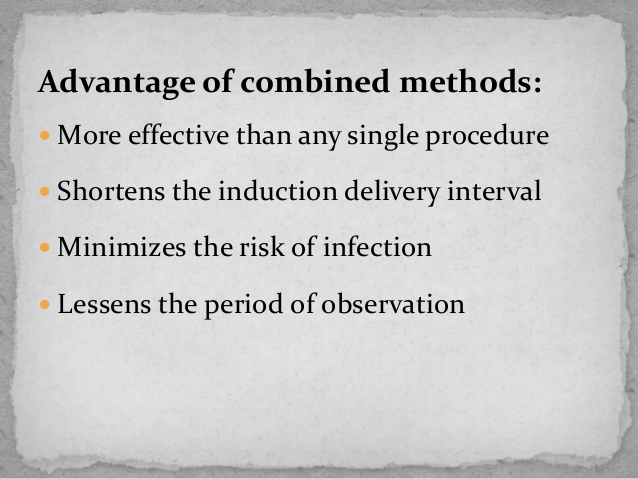 Advantage of combined methods:
• More effective than any single procedure
• Shortens the induction delivery interval
• Minimizes the risk of infection
• Lessens the period of observation